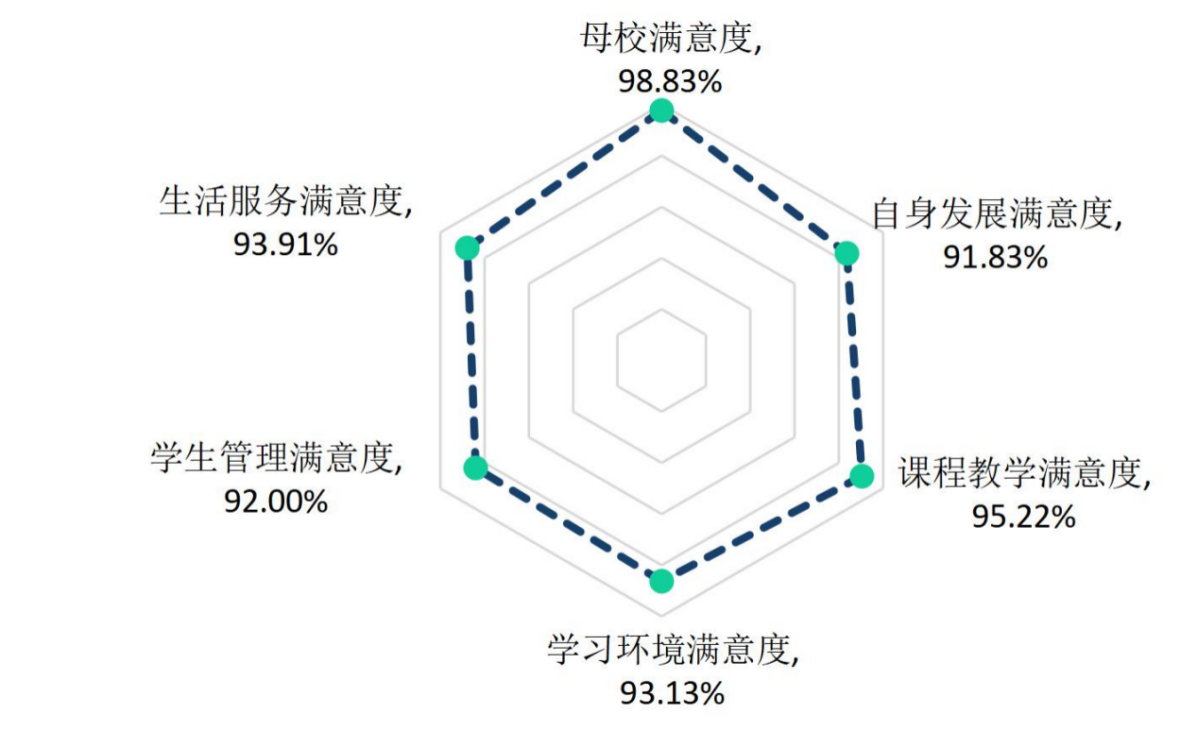 母校满意度,
98.83%
生活服务满意度,
93.91%
自身发展满意度,
91.83%
学生管理满意度,
92.00%
课程教学满意度,
95.22%
学习环境满意度,
93.13%